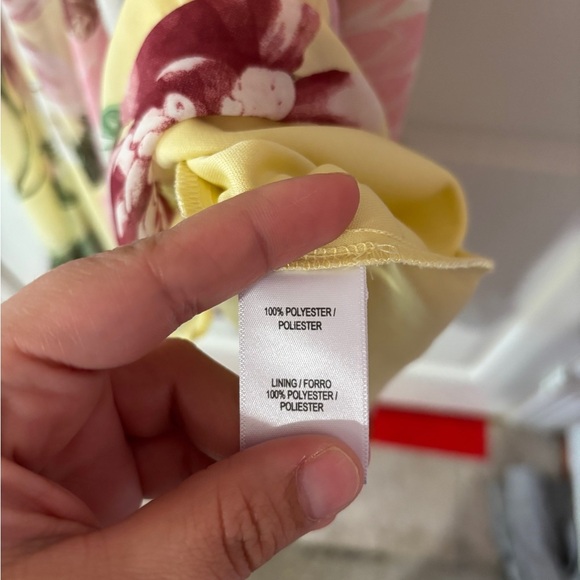 100% POLYESTER /
POLIESTER
LINING / FORRO
100% POLYESTER /
POLIESTER